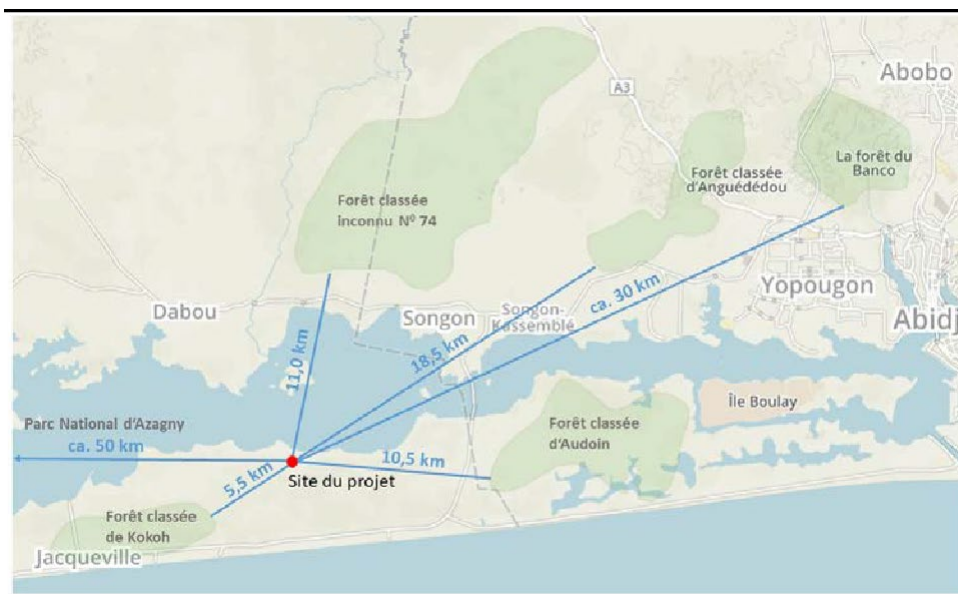 Abobo
A3
La forêt du
Banco
Forêt classée
d'Anguédédou
Forêt classée
inconnu Nº 74
ca. 30 km
Yopougon
Dabou
Songon
Songon-
Kassemblé
Abidj
11,0 km
18,5 km
Île Boulay
Parc National d'Azagny
ca. 50 km
Forêt classée
d'Audoin
10,5 km
5,5 km
Site du projet
Forêt classée
de Kokoh
Jacqueville